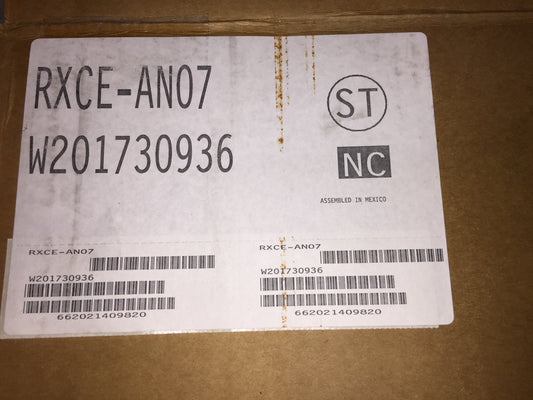 RXCE-AN07
W201730936
ST
NC
ASSEMBLED IN MEXICO
RXCE-AN07
W201730936
662021409820
RXCE-AN07
W201730936
662021409820